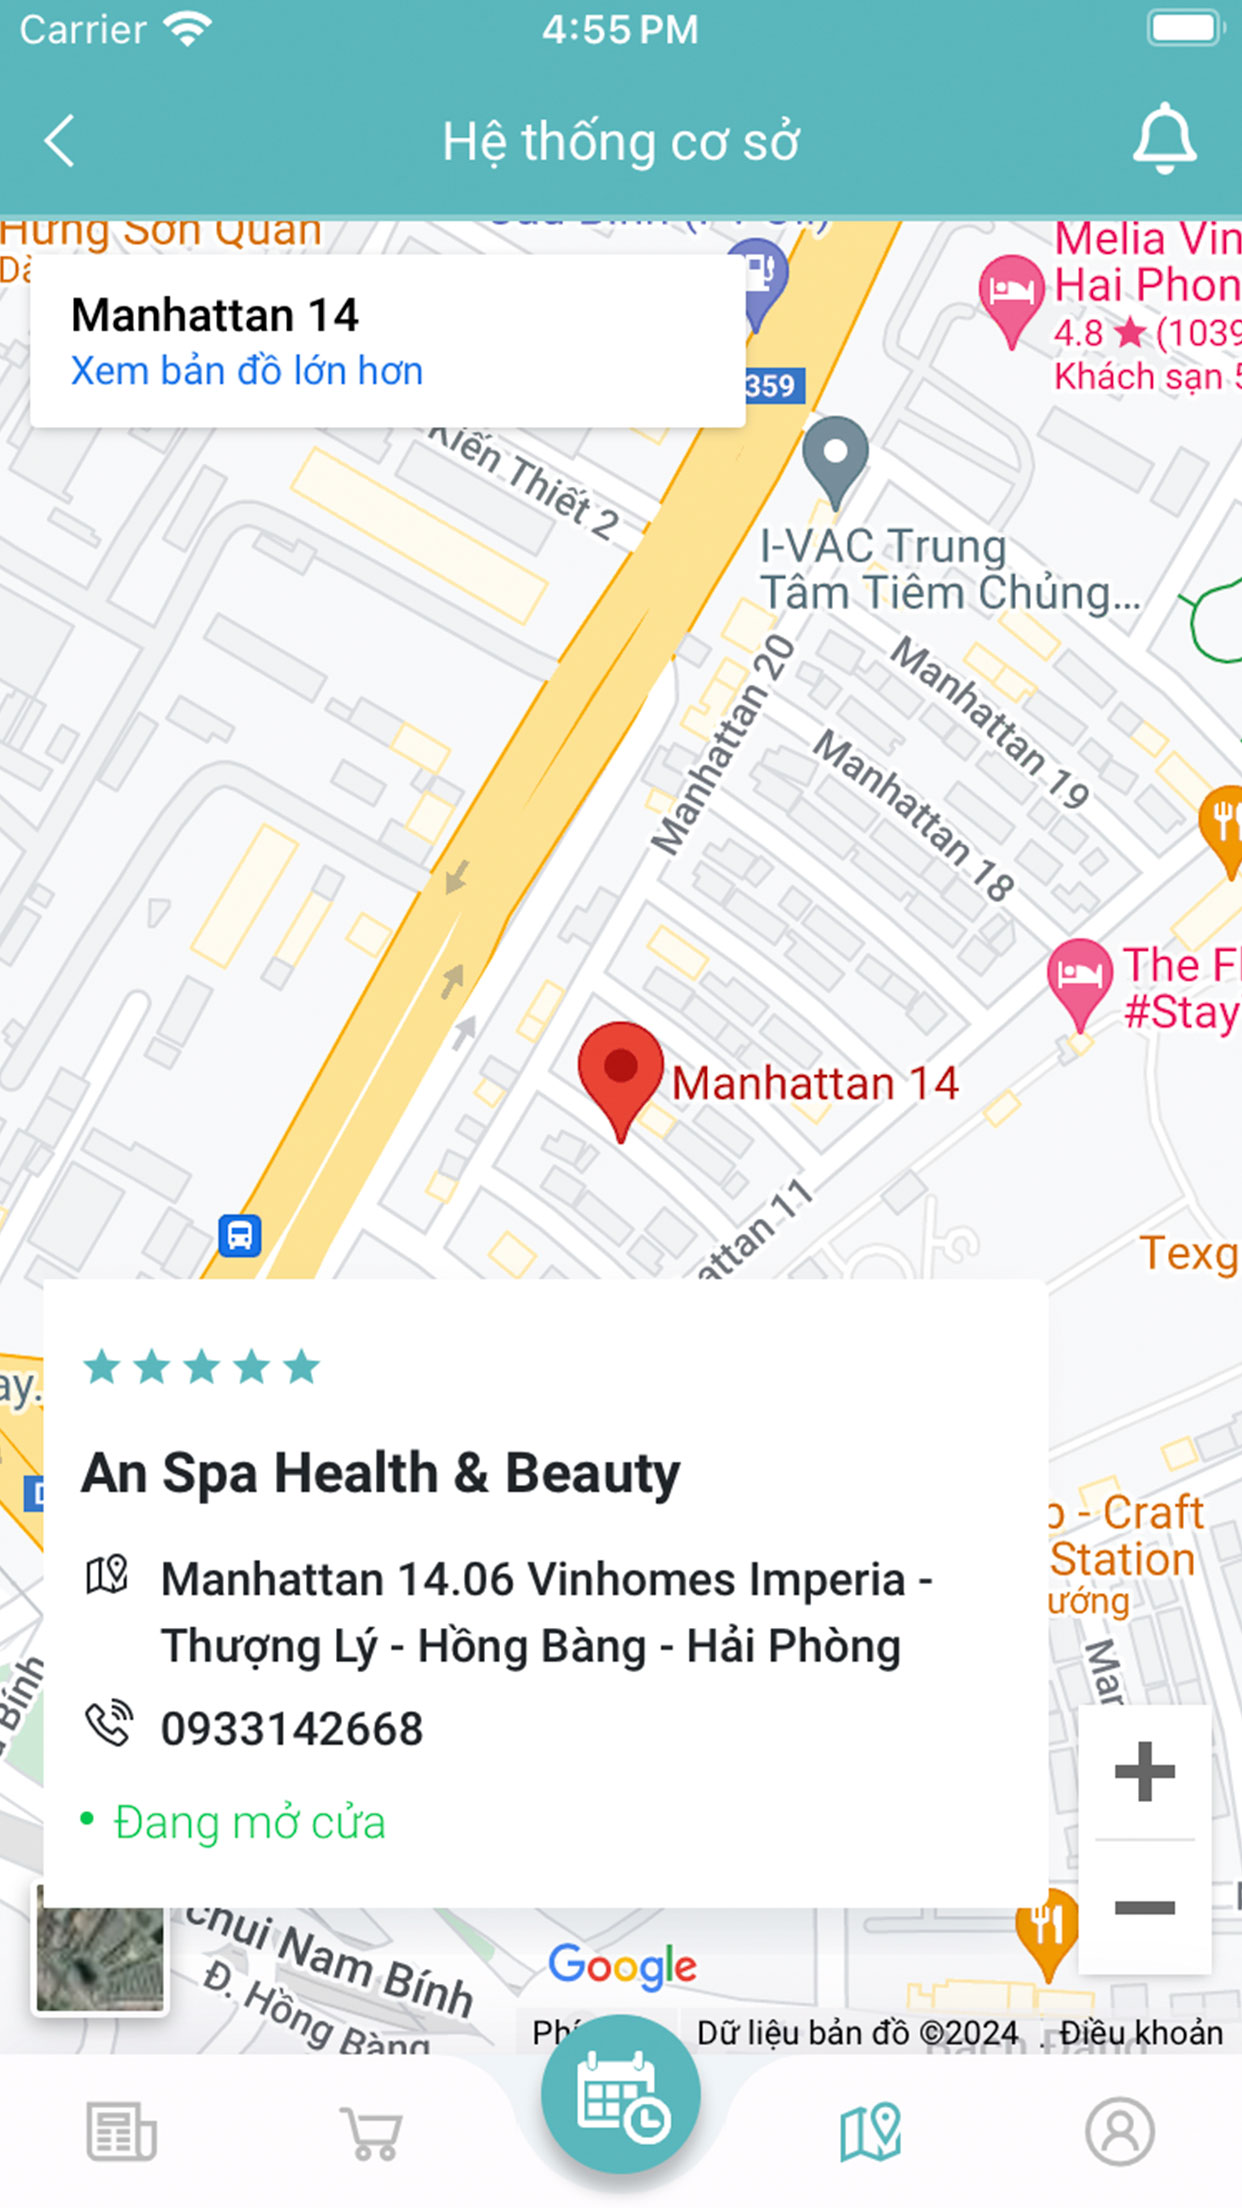 Carrier
4:55 PM
Hệ thống cơ sở
Hưng Sơn Quán
Manhattan 14
Xem bản đồ lớn hơn
Melia Vin
Hai Phon
4.8 ★ (1039
Khách sạn 5
359
Kiến Thiết 2
I-VAC Trung
Tâm Tiêm Chủng...
Manhattan 20
Manhattan 19
Manhattan 18
The Fl
#Stay
Manhattan 14
attan 11
Texg
ay.
An Spa Health & Beauty
Manhattan 14.06 Vinhomes Imperia -
Thượng Lý - Hồng Bàng - Hải Phòng
0933142668
Đang mở cửa
- Craft
Station
ướng
Bính
chui Nam Bính
Đ. Hồng Bàng
Google
Dữ liệu bản đồ ©2024
Điều khoản